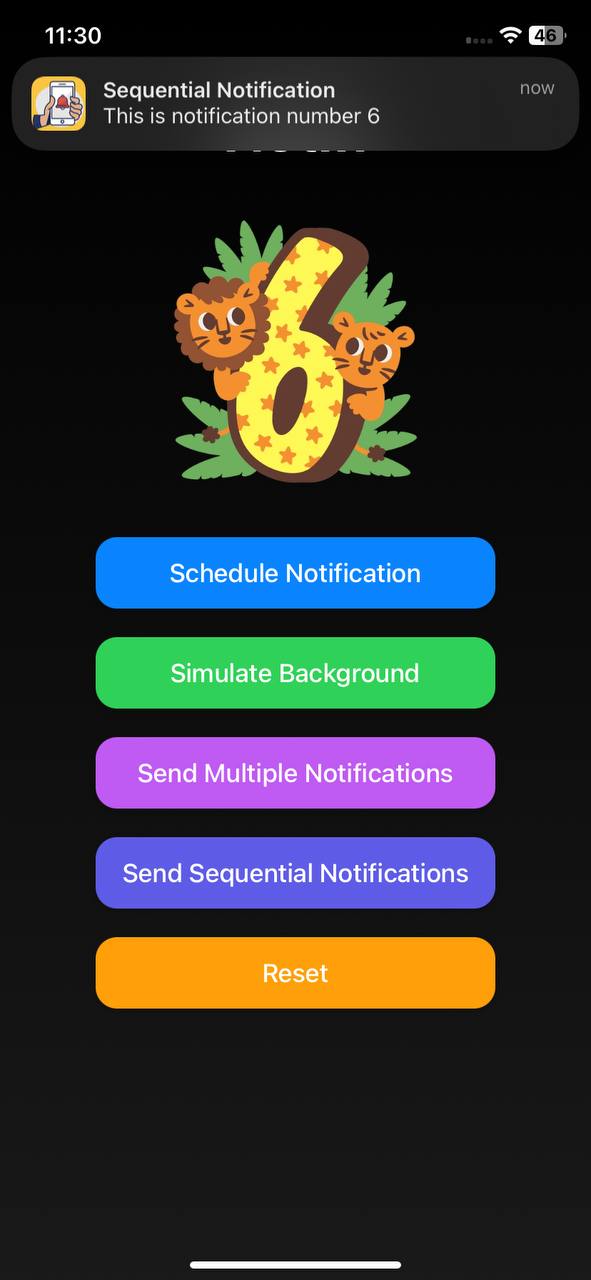 11:30
46
Sequential Notification
now
This is notification number 6
6
Schedule Notification
Simulate Background
Send Multiple Notifications
Send Sequential Notifications
Reset